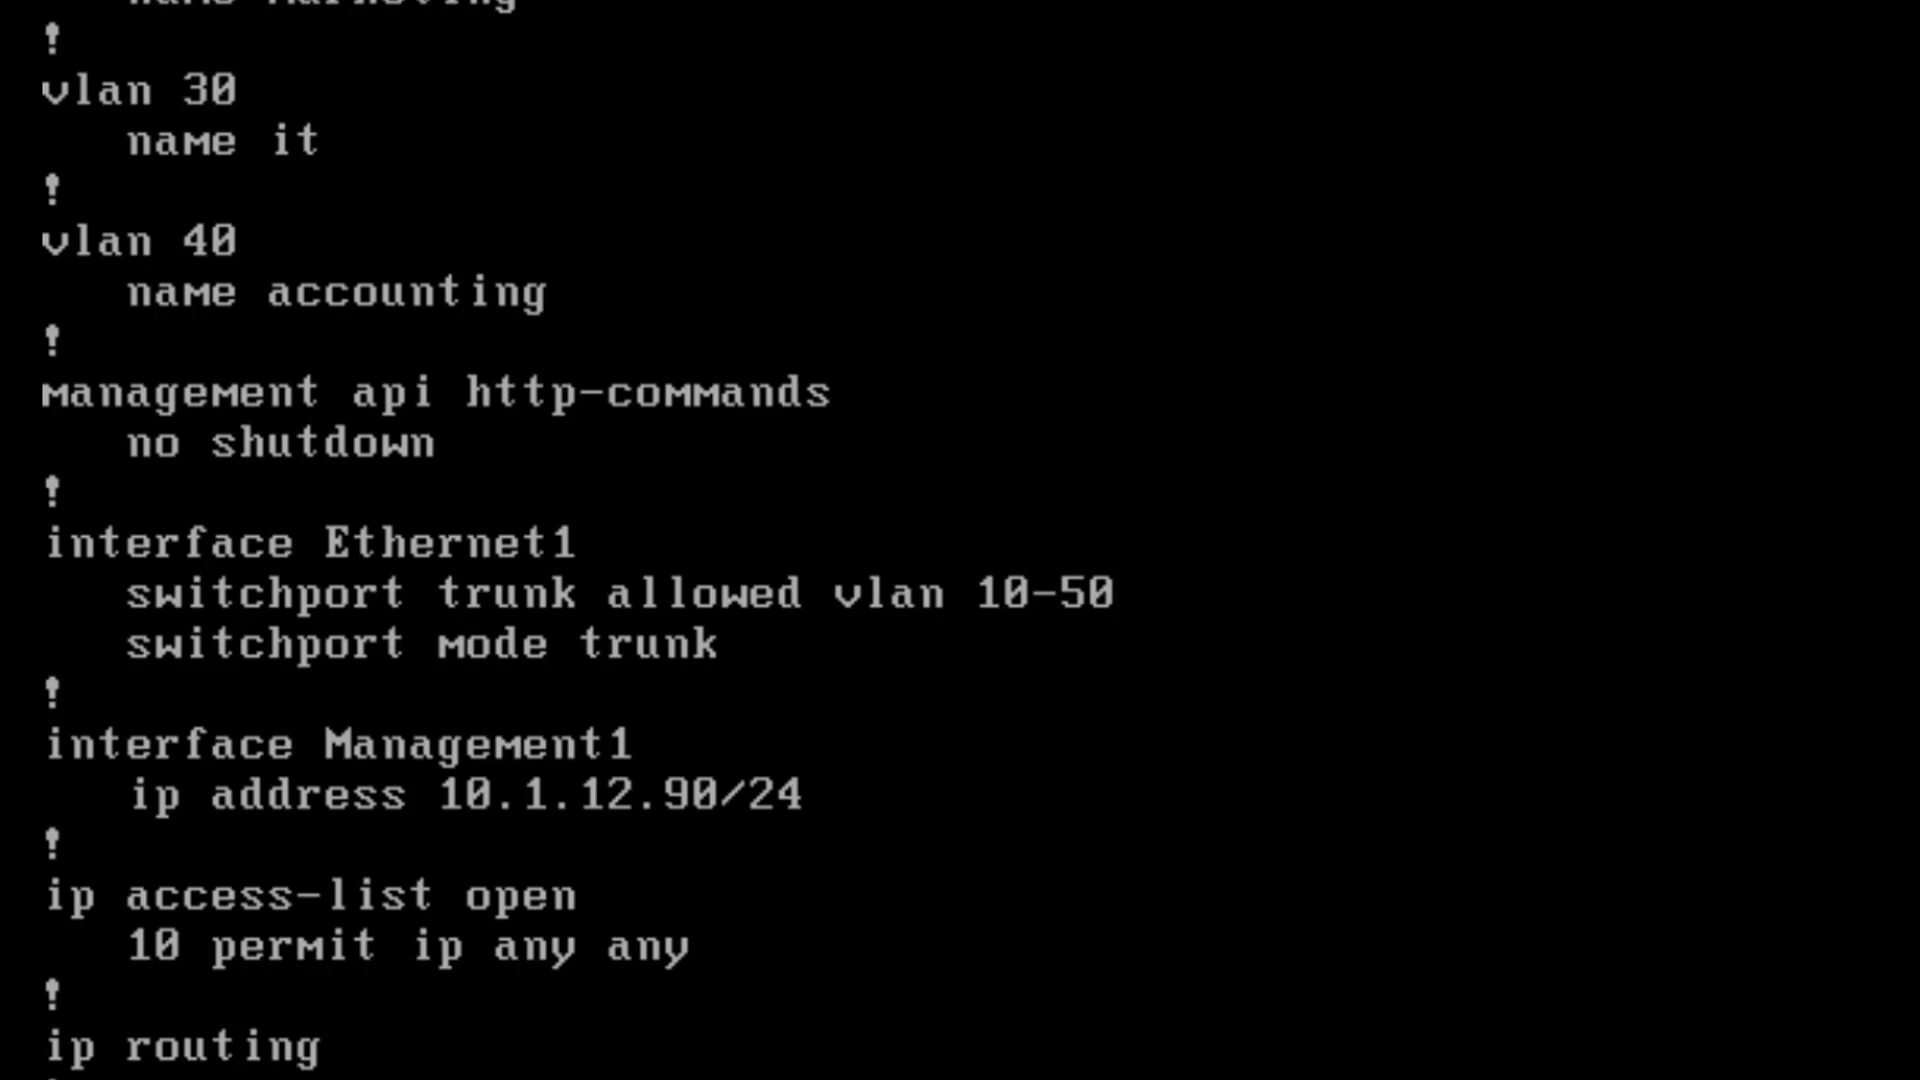 name marketing
!
vlan 30
   name it
!
vlan 40
   name accounting
!
management api http-commands
   no shutdown
!
interface Ethernet1
   switchport trunk allowed vlan 10-50
   switchport mode trunk
!
interface Management1
   ip address 10.1.12.90/24
!
ip access-list open
   10 permit ip any any
!
ip routing